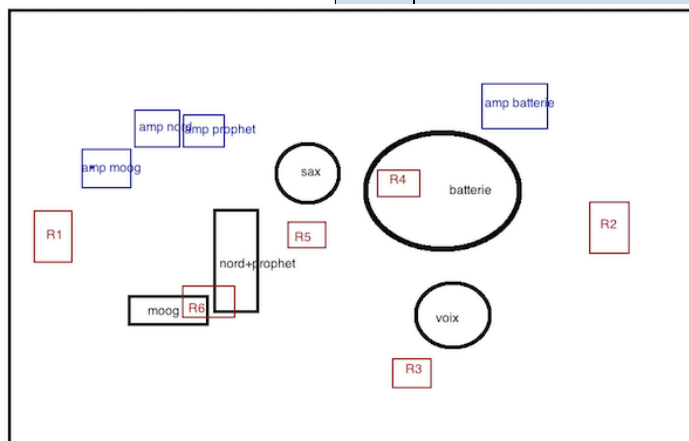 amp batterie
amp nord
amp prophet
amp moog
sax
R4
batterie
R1
R2
R5
nord+prophet
moog
R6
voix
R3